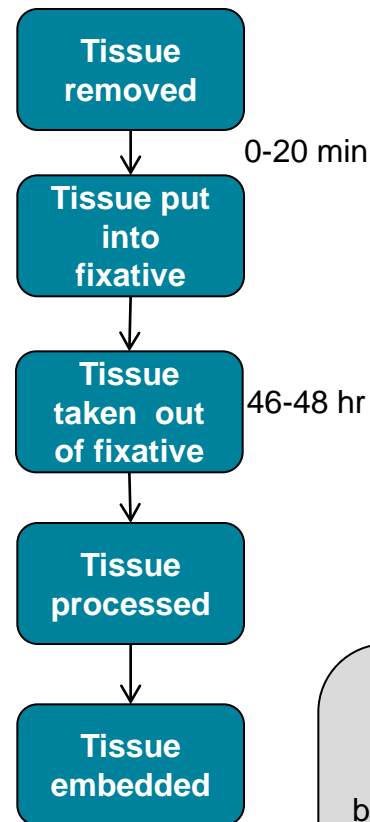 Tissue
removed
0-20 min
Tissue put
into
fixative
Tissue
taken out
of fixative
46-48 hr
Tissue
processed
Tissue
embedded
b